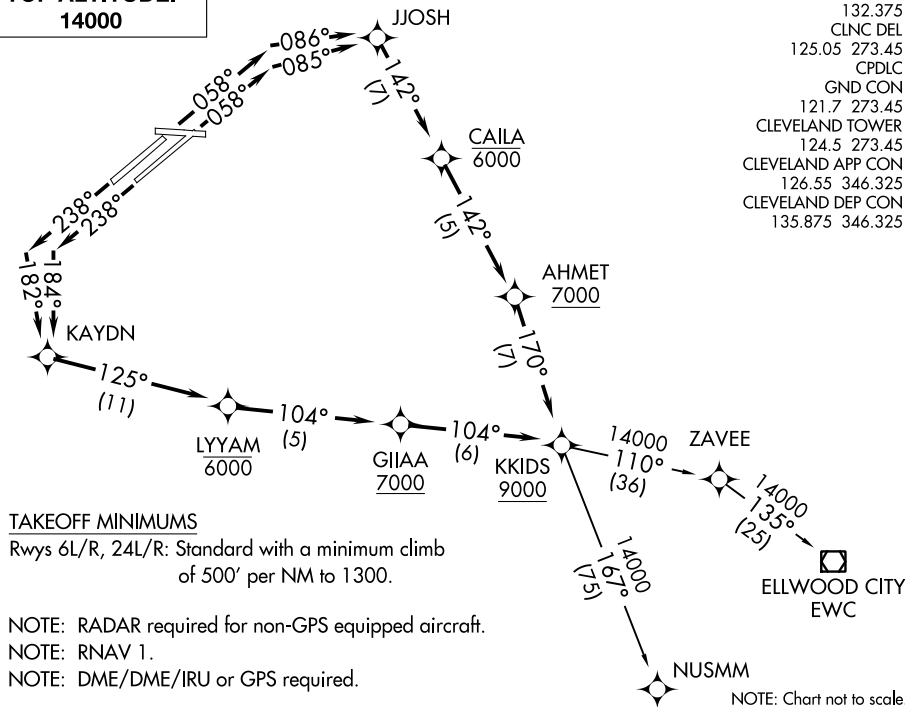 TOP ALTITUDE:
14000
132.375
CLNC DEL
125.05 273.45
CPDLC
GND CON
121.7 273.45
CLEVELAND TOWER
124.5 273.45
CLEVELAND APP CON
126.55 346.325
CLEVELAND DEP CON
135.875 346.325
JJOSH
086°
085°
058°
058°
142°
(7)
CAILA
6000
142°
(5)
AHMET
7000
170°
(7)
238°
238°
182°
184°
KAYDN
125°
(11)
LYYAM
6000
104°
(5)
GIIAA
7000
104°
(6)
KKIDS
9000
14000
110°
(36)
ZAVEE
14000
135°
(25)
ELLWOOD CITY
EWC
14000
167°
(75)
NUSMM
TAKEOFF MINIMUMS
Rwys 6L/R, 24L/R: Standard with a minimum climb
of 500' per NM to 1300.
NOTE: RADAR required for non-GPS equipped aircraft.
NOTE: RNAV 1.
NOTE: DME/DME/IRU or GPS required.
NOTE: Chart not to scale